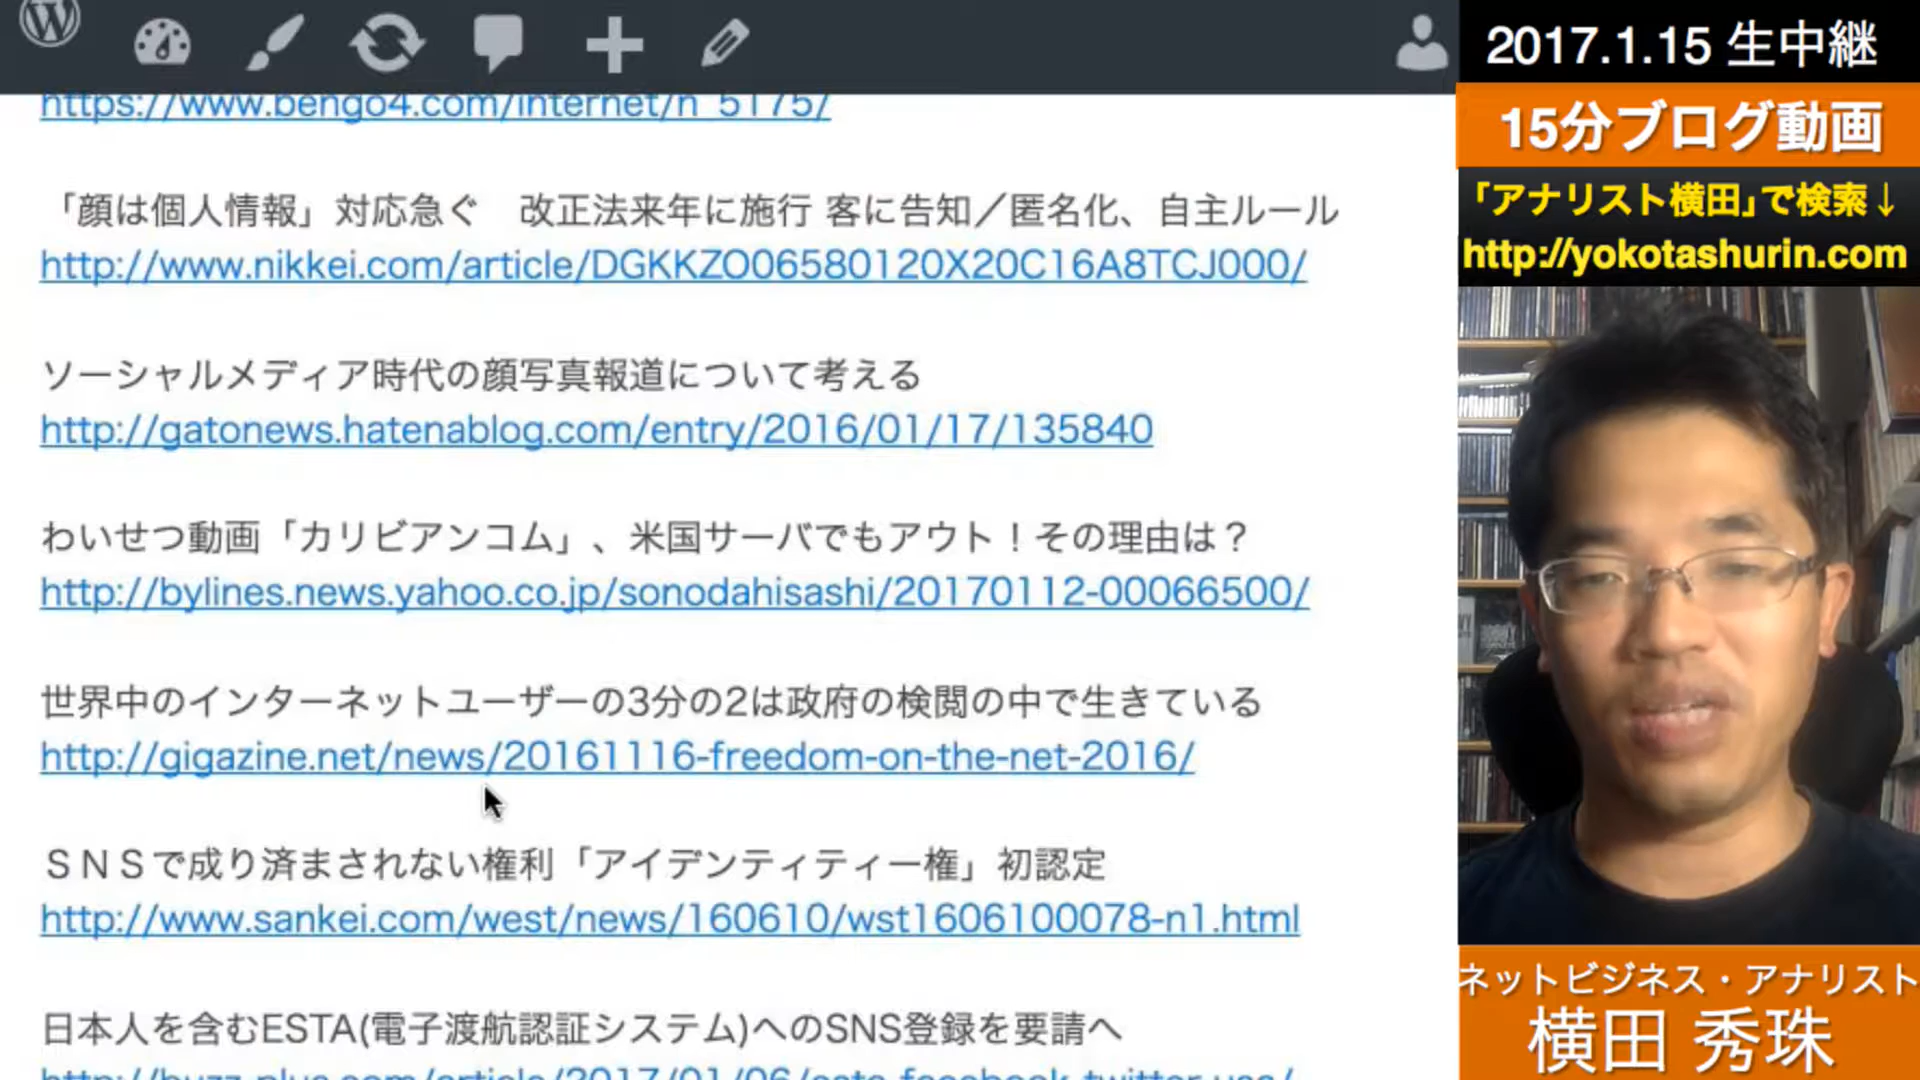 https://www.bengo4.com/internet/n_5175/
「顔は個人情報」対応急ぐ　改正法来年に施行 客に告知／匿名化、自主ルール
http://www.nikkei.com/article/DGKKZO06580120X20C16A8TCJ000/
ソーシャルメディア時代の顔写真報道について考える
http://gatonews.hatenablog.com/entry/2016/01/17/135840
わいせつ動画「カリビアンコム」、米国サーバでもアウト！その理由は？
http://bylines.news.yahoo.co.jp/sonodahisashi/20170112-00066500/
世界中のインターネットユーザーの3分の2は政府の検閲の中で生きている
http://gigazine.net/news/20161116-freedom-on-the-net-2016/
ＳＮＳで成り済まされない権利「アイデンティティー権」初認定
http://www.sankei.com/west/news/160610/wst1606100078-n1.html
日本人を含むESTA(電子渡航認証システム)へのSNS登録を要請へ
http://buzz-plus.com/article/2017/01/06/esta-facebook-twitter-usa/
2017.1.15 生中継
15分ブログ動画
「アナリスト横田」で検索↓
http://yokotashurin.com
ネットビジネス・アナリスト
横田 秀珠